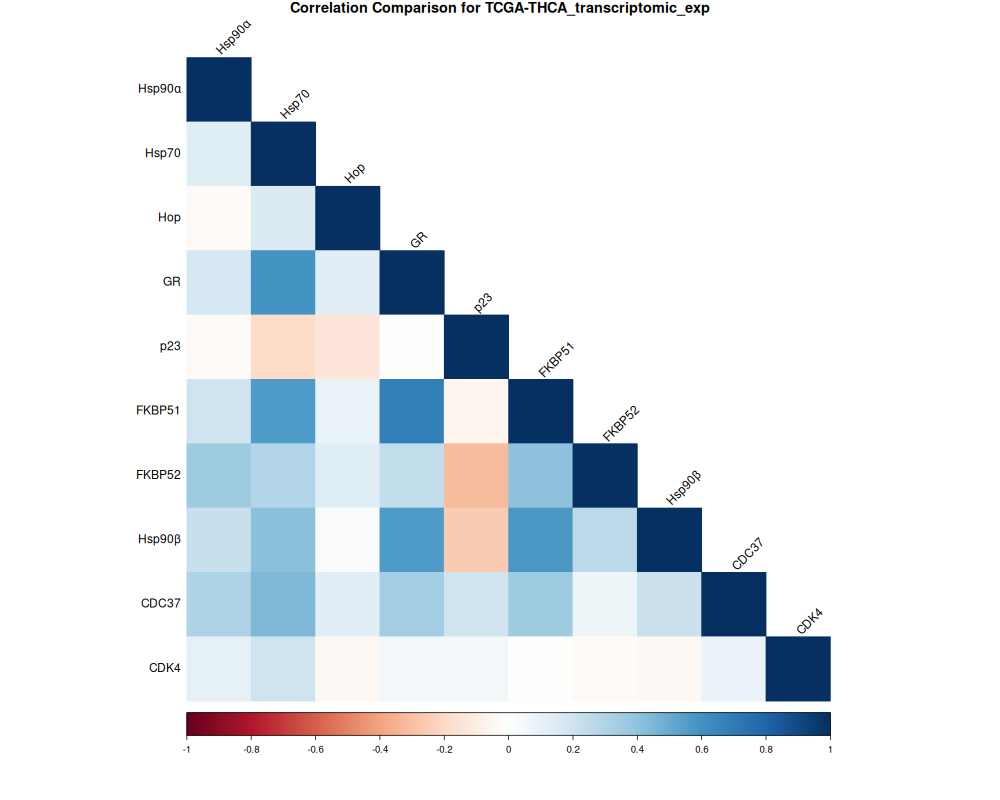 Correlation Comparison for TCGA-THCA_transcriptomic_exp
Hsp90α
Hsp90α
Hsp70
Hsp70
Hop
Hop
GR
GR
p23
p23
FKBP51
FKBP51
FKBP52
FKBP52
Hsp90β
Hsp90β
CDC37
CDC37
CDK4
CDK4
-1 -0.8 -0.6 -0.4 -0.2 0 0.2 0.4 0.6 0.8 1